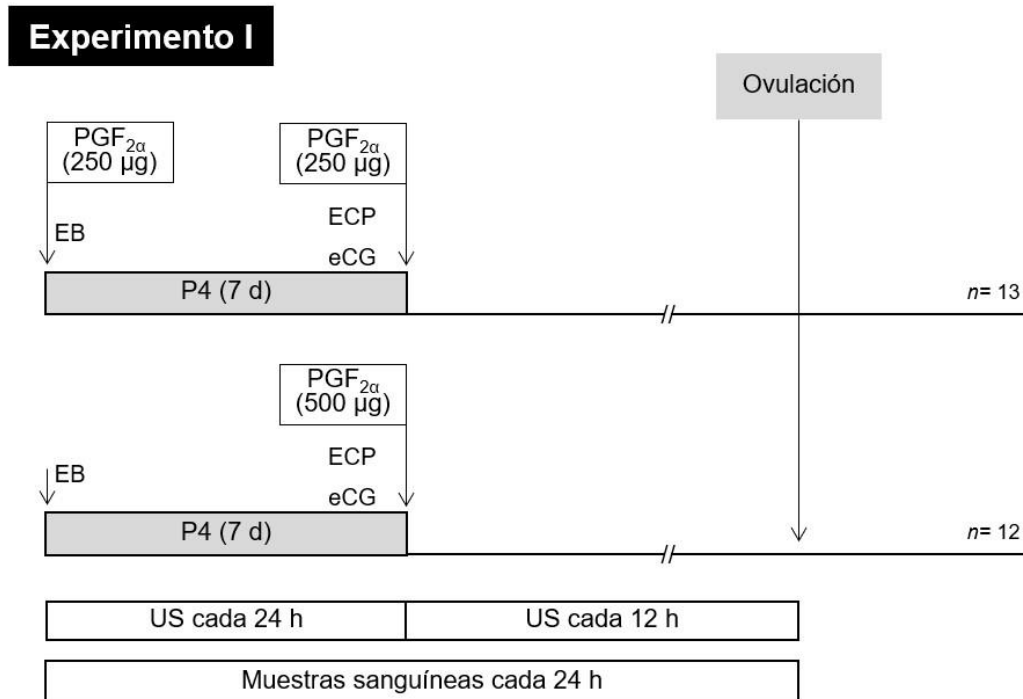 Experimento I
Ovulación
PGF2α
(250 µg)
PGF2α
(250 µg)
EB
ECP
eCG
P4 (7 d)
n= 13
PGF2α
(500 µg)
EB
ECP
eCG
P4 (7 d)
n= 12
US cada 24 h
US cada 12 h
Muestras sanguíneas cada 24 h